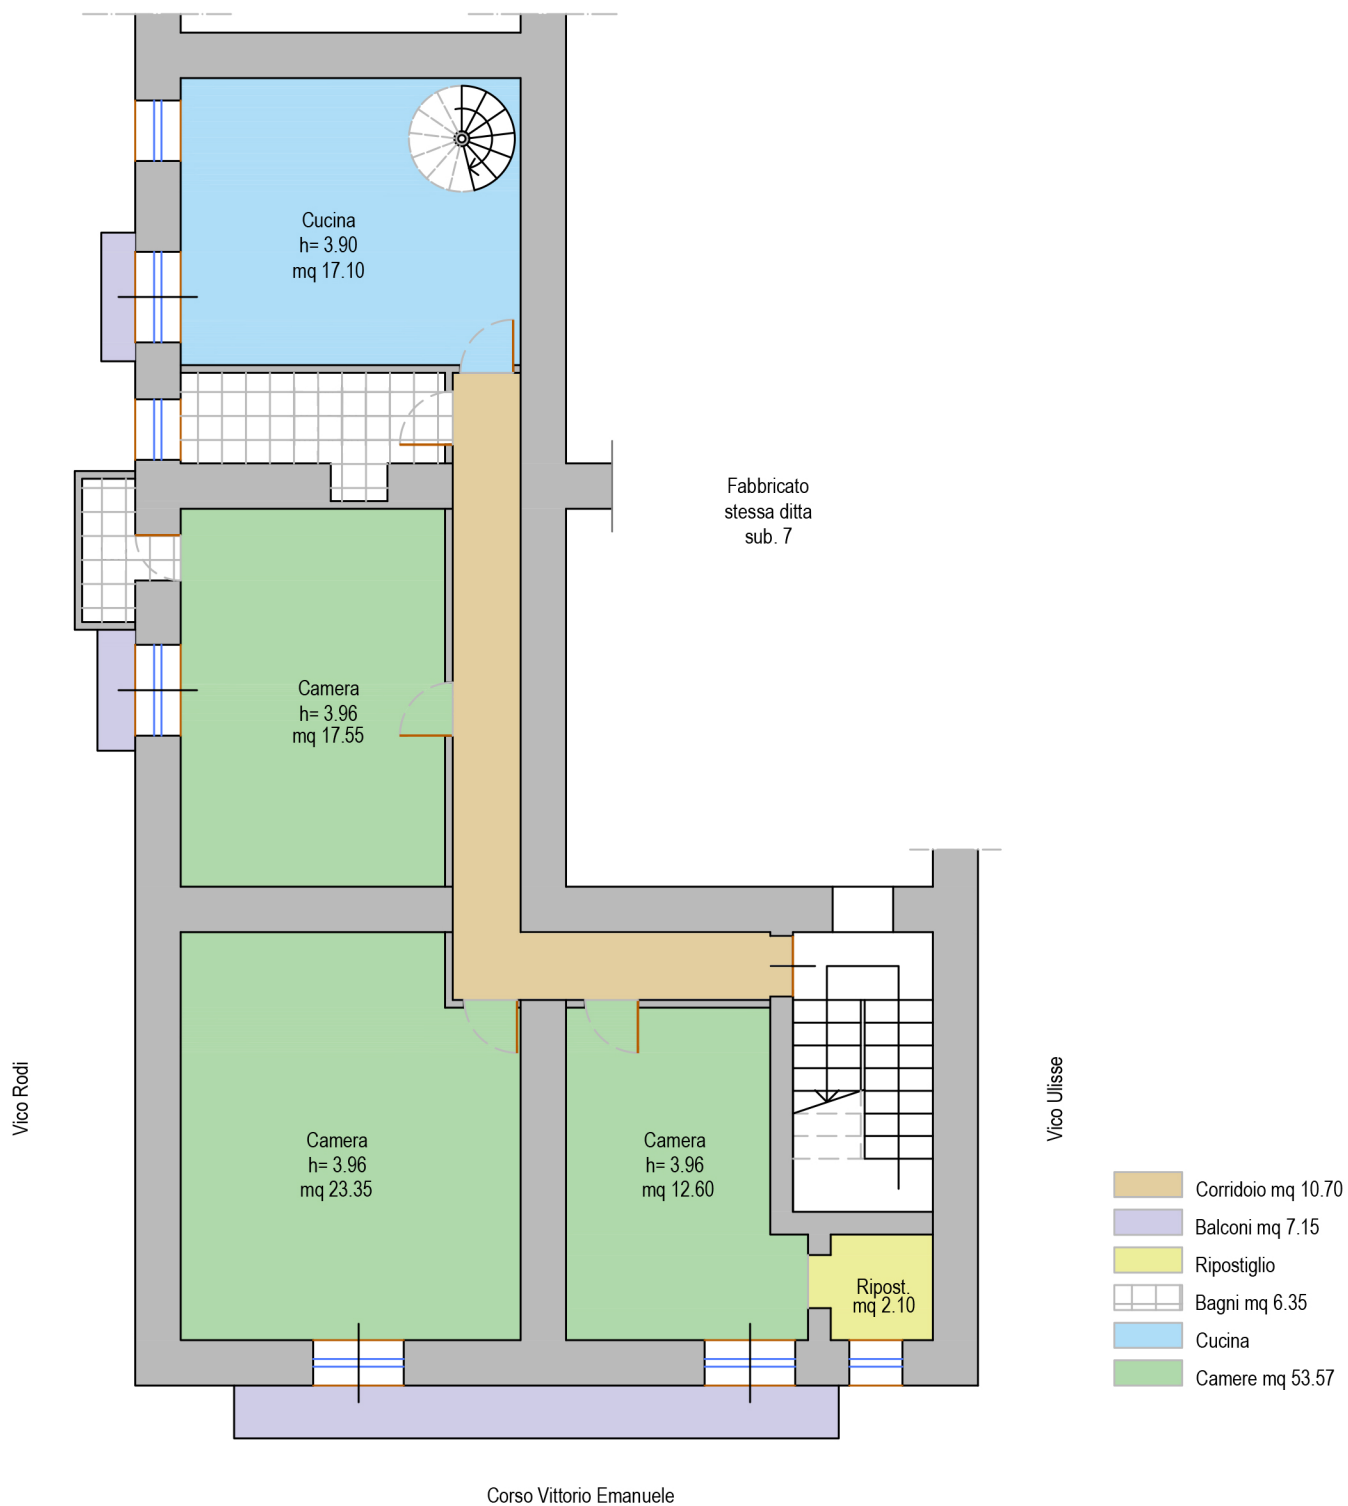 Cucina
h= 3.90
mq 17.10
Fabbricato
stessa ditta
sub. 7
Camera
h= 3.96
mq 17.55
Vico Rodi
Camera
h= 3.96
mq 23.35
Camera
h= 3.96
mq 12.60
Vico Ulisse
Ripost.
mq 2.10
Corridoio mq 10.70
Balconi mq 7.15
Ripostiglio
Bagni mq 6.35
Cucina
Camere mq 53.57
Corso Vittorio Emanuele